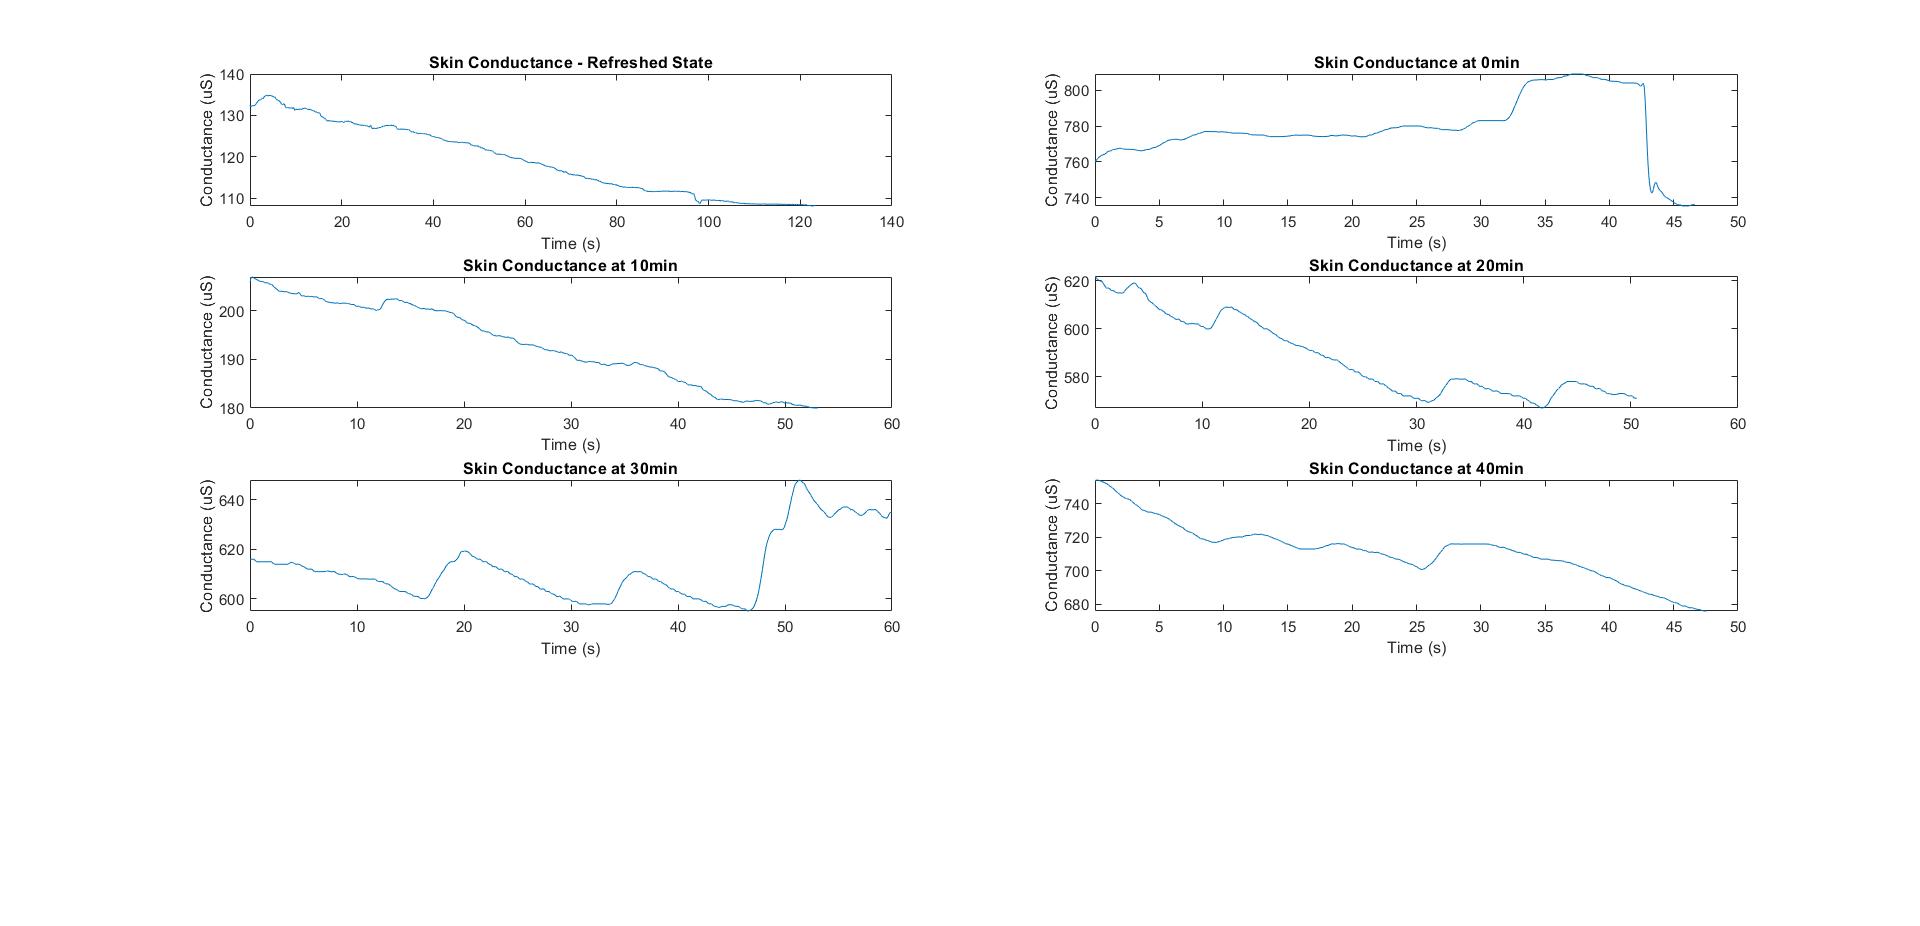 Skin Conductance - Refreshed State
Conductance (uS)
140
130
120
110
0 20 40 60 80 100 120 140
Time (s)
Skin Conductance at 0min
Conductance (uS)
800
780
760
740
0 5 10 15 20 25 30 35 40 45 50
Time (s)
Skin Conductance at 10min
Conductance (uS)
200
190
180
0 10 20 30 40 50 60
Time (s)
Skin Conductance at 20min
Conductance (uS)
620
600
580
0 10 20 30 40 50 60
Time (s)
Skin Conductance at 30min
Conductance (uS)
640
620
600
0 10 20 30 40 50 60
Time (s)
Skin Conductance at 40min
Conductance (uS)
740
720
700
680
0 5 10 15 20 25 30 35 40 45 50
Time (s)